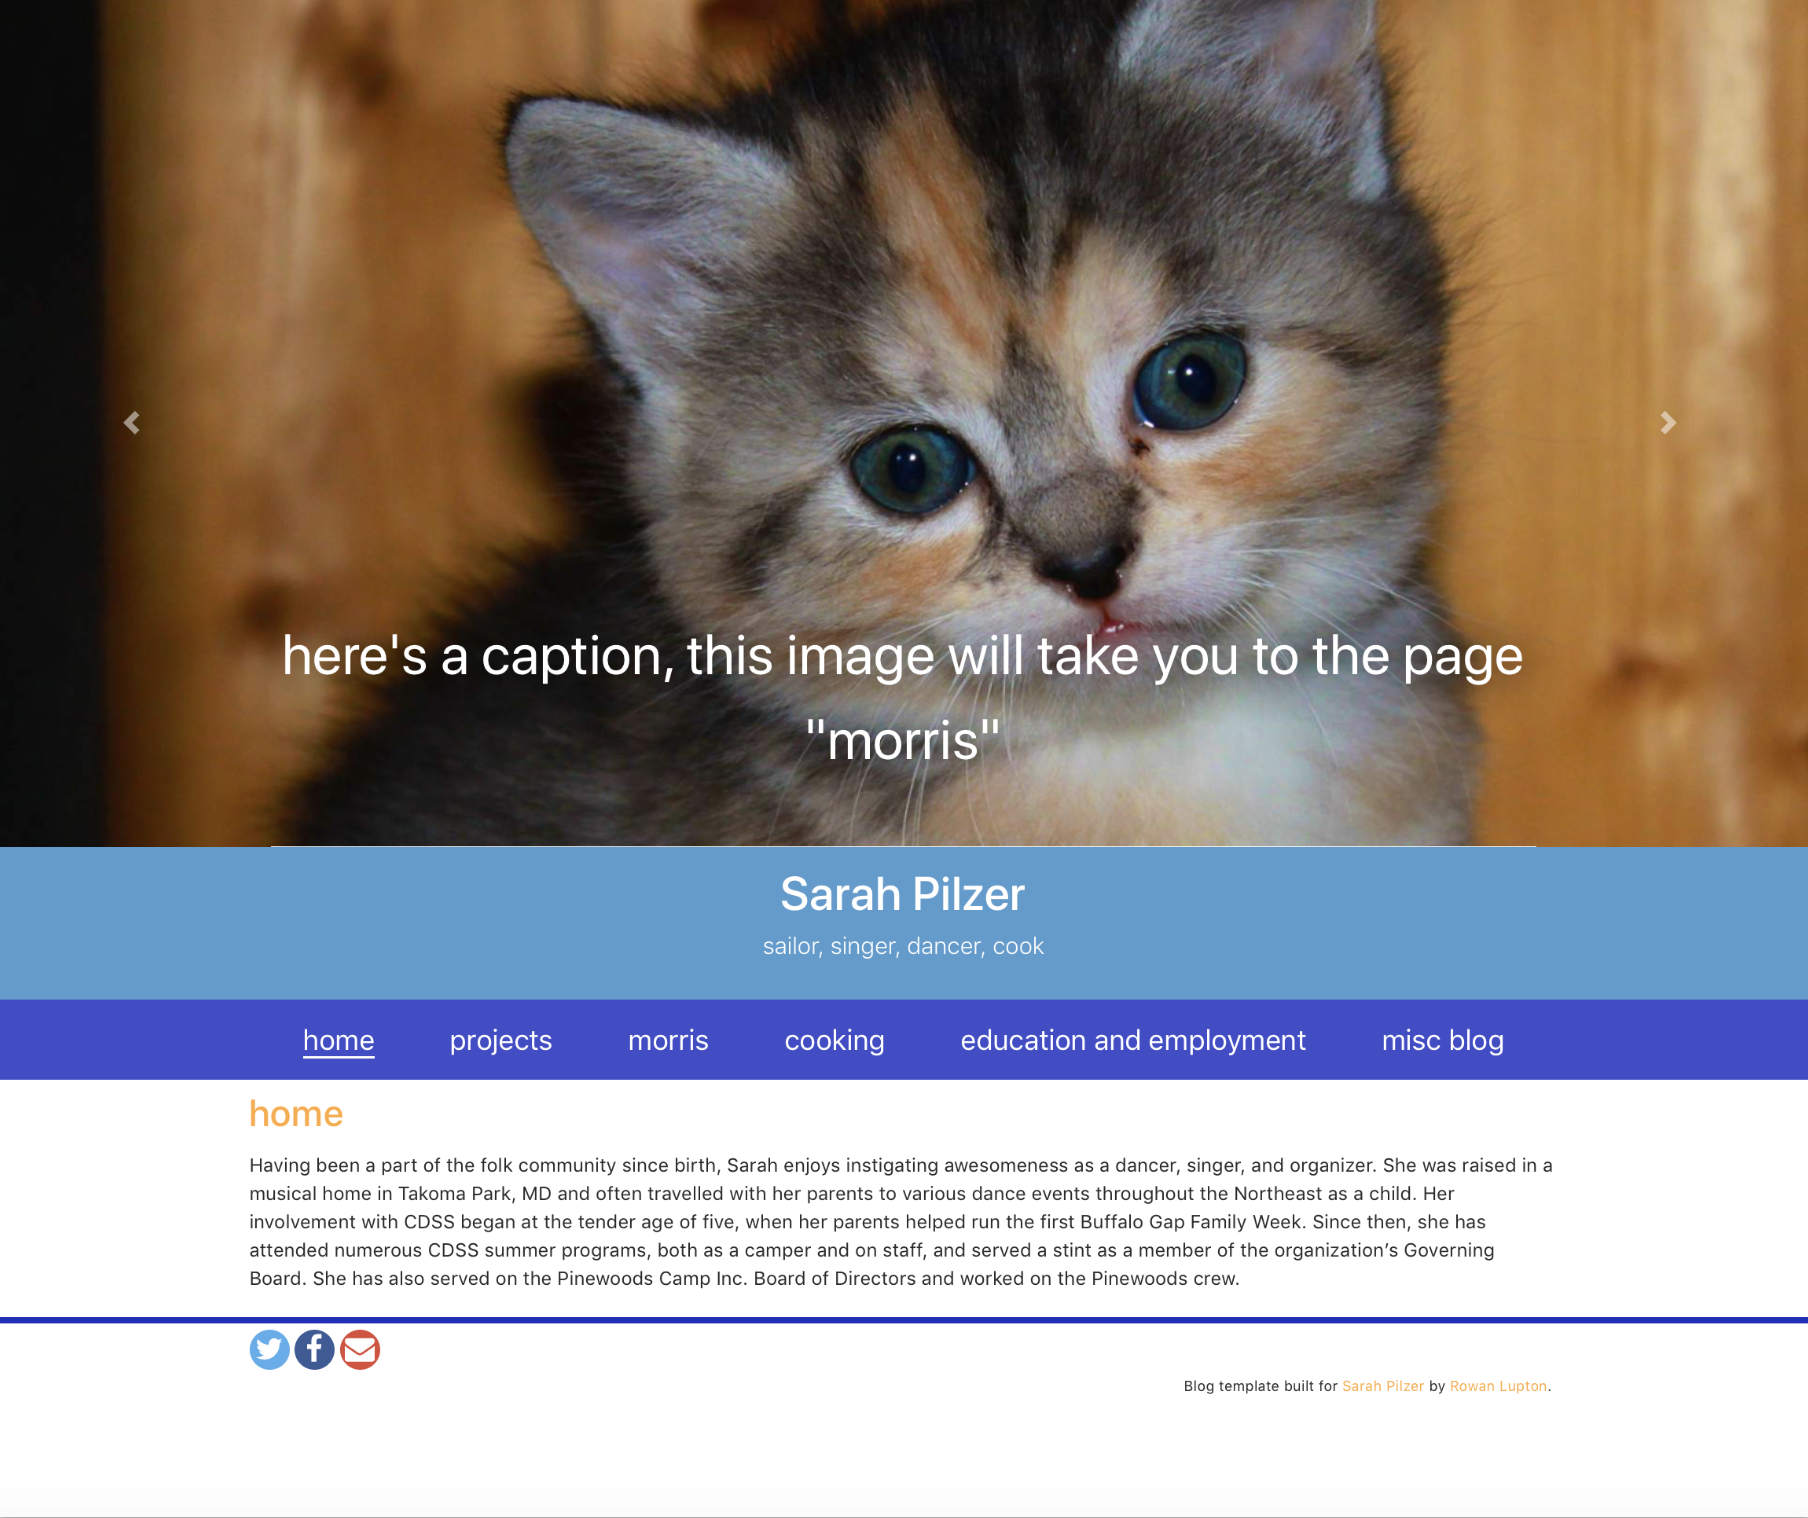 here's a caption, this image will take you to the page
"morris"
Sarah Pilzer
sailor, singer, dancer, cook
home projects morris cooking education and employment misc blog
home
Having been a part of the folk community since birth, Sarah enjoys instigating awesomeness as a dancer, singer, and organizer. She was raised in a
musical home in Takoma Park, MD and often travelled with her parents to various dance events throughout the Northeast as a child. Her
involvement with CDSS began at the tender age of five, when her parents helped run the first Buffalo Gap Family Week. Since then, she has
attended numerous CDSS summer programs, both as a camper and on staff, and served a stint as a member of the organization’s Governing
Board. She has also served on the Pinewoods Camp Inc. Board of Directors and worked on the Pinewoods crew.
Blog template built for Sarah Pilzer by Rowan Lupton.